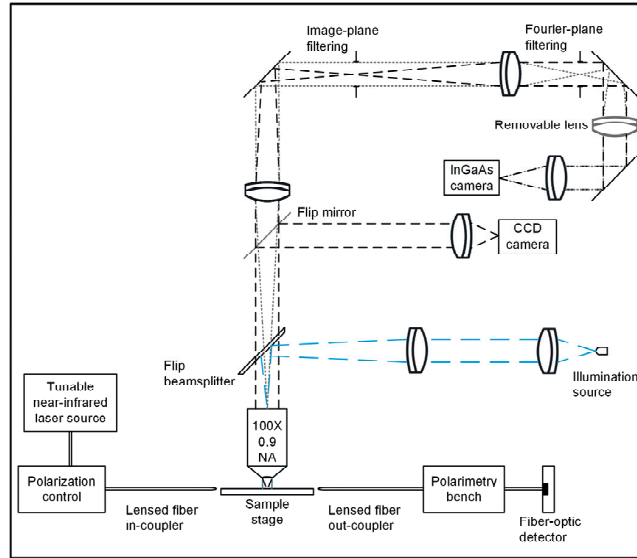 Image-plane
filtering
Fourier-plane
filtering
Removable lens
InGaAs
camera
Flip mirror
CCD
camera
Flip
beamsplitter
Illumination
source
Tunable
near-infrared
laser source
100X
0.9
NA
Polarization
control
Lensed fiber
in-coupler
Sample
stage
Lensed fiber
out-coupler
Polarimetry
bench
Fiber-optic
detector